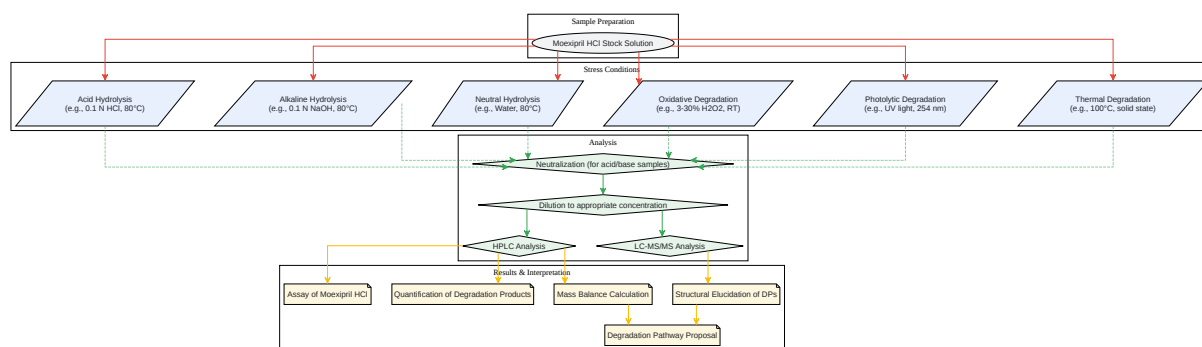 Sample Preparation
Moexipril HCl Stock Solution
Stress Conditions
Acid Hydrolysis
(e.g., 0.1 N HCl, 80°C)
Alkaline Hydrolysis
(e.g., 0.1 N NaOH, 80°C)
Neutral Hydrolysis
(e.g., Water, 80°C)
Oxidative Degradation
(e.g., 3-30% H2O2, RT)
Photolytic Degradation
(e.g., UV light, 254 nm)
Thermal Degradation
(e.g., 100°C, solid state)
Analysis
Neutralization (for acid/base samples)
Dilution to appropriate concentration
HPLC Analysis
LC-MS/MS Analysis
Results & Interpretation
Assay of Moexipril HCl
Quantification of Degradation Products
Mass Balance Calculation
Structural Elucidation of DPs
Degradation Pathway Proposal